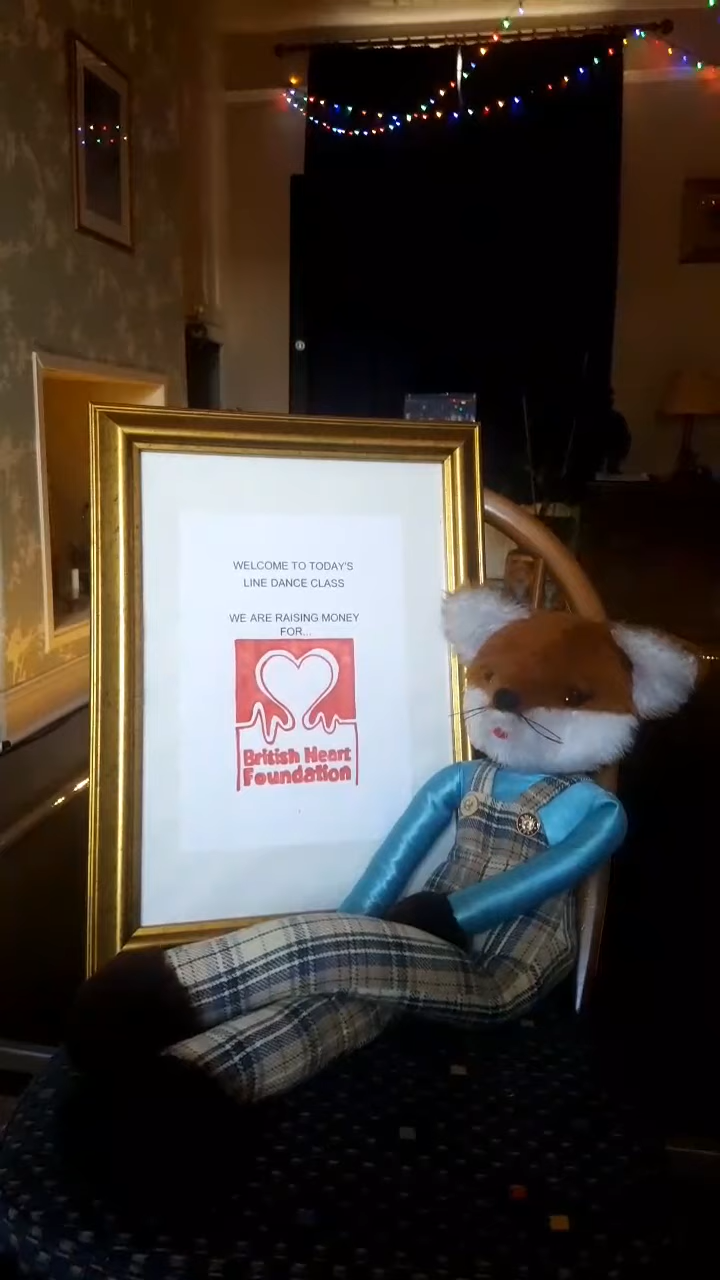 WELCOME TO TODAY'S
LINE DANCE CLASS
WE ARE RAISING MONEY
FOR...
British Heart
Foundation